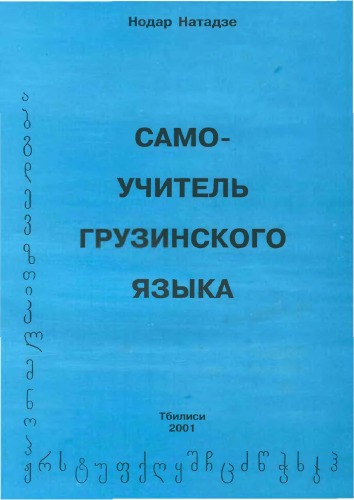 Нодар Натадзе
САМО-
УЧИТЕЛЬ
ГРУЗИНСКОГО
ЯЗЫКА
Тбилиси
2001
ა ბ გ დ ე ვ ზ თ ი კ ლ მ ნ ო პ
ჟ რ ს ტ უ ფ ქ ღ ყ შ ჩ ც ძ წ ჭ ხ ჯ ჰ